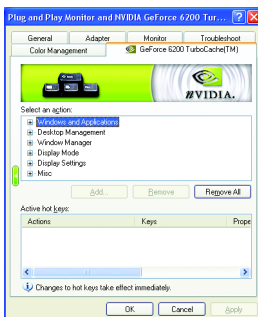 Plug and Play Monitor and NVIDIA GeForce 6200 Tur...
General Adapter Monitor Troubleshoot
Color Management GeForce 6200 TurboCache(TM)
NVIDIA.
Select an action:
Windows and Applications
Desktop Management
Window Manager
Display Mode
Display Settings
Misc
Add... Remove Remove All
Active hot keys:
Actions Keys Prope
Changes to hot keys take effect immediately.
OK Cancel Apply